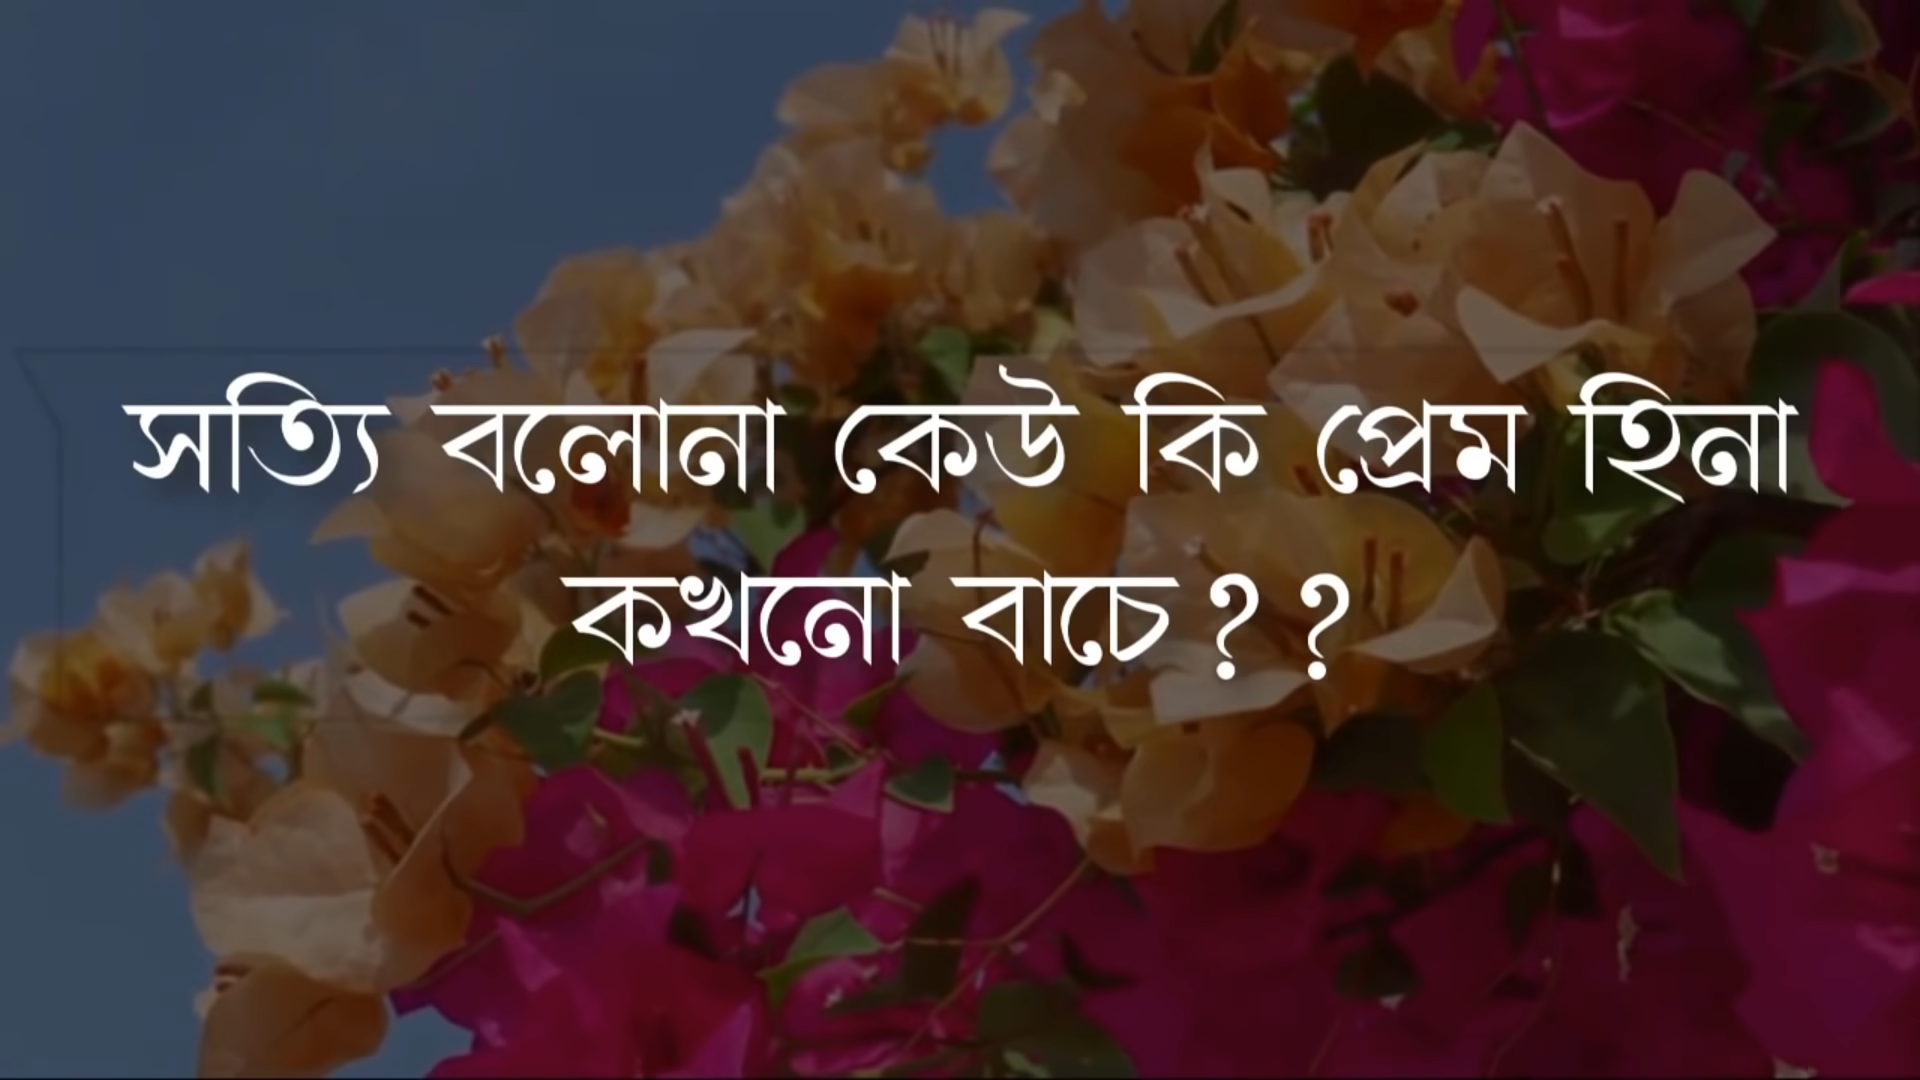 সত্যি বলোনা কেউ কি প্রেম হিনা
কখনো বাচে??